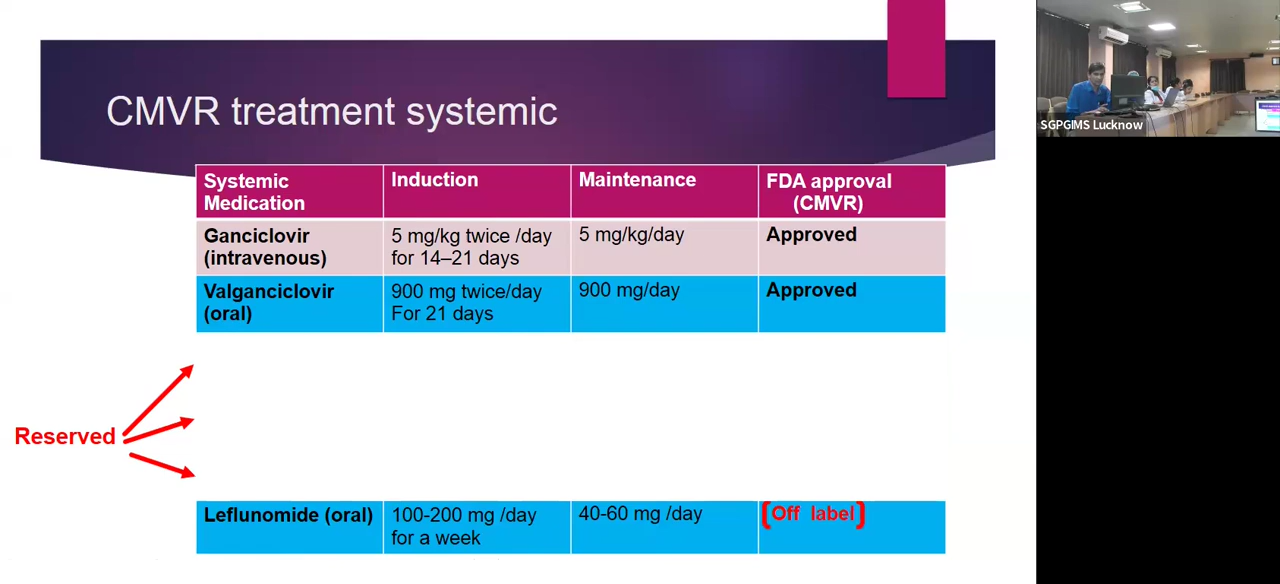 CMVR treatment systemic
SGPGIMS Lucknow
Systemic Medication
Induction
Maintenance
FDA approval (CMVR)
Ganciclovir (intravenous)
5 mg/kg twice /day for 14–21 days
5 mg/kg/day
Approved
Valganciclovir (oral)
900 mg twice/day For 21 days
900 mg/day
Approved
Reserved
Leflunomide (oral)
100-200 mg /day for a week
40-60 mg /day
[Off label]